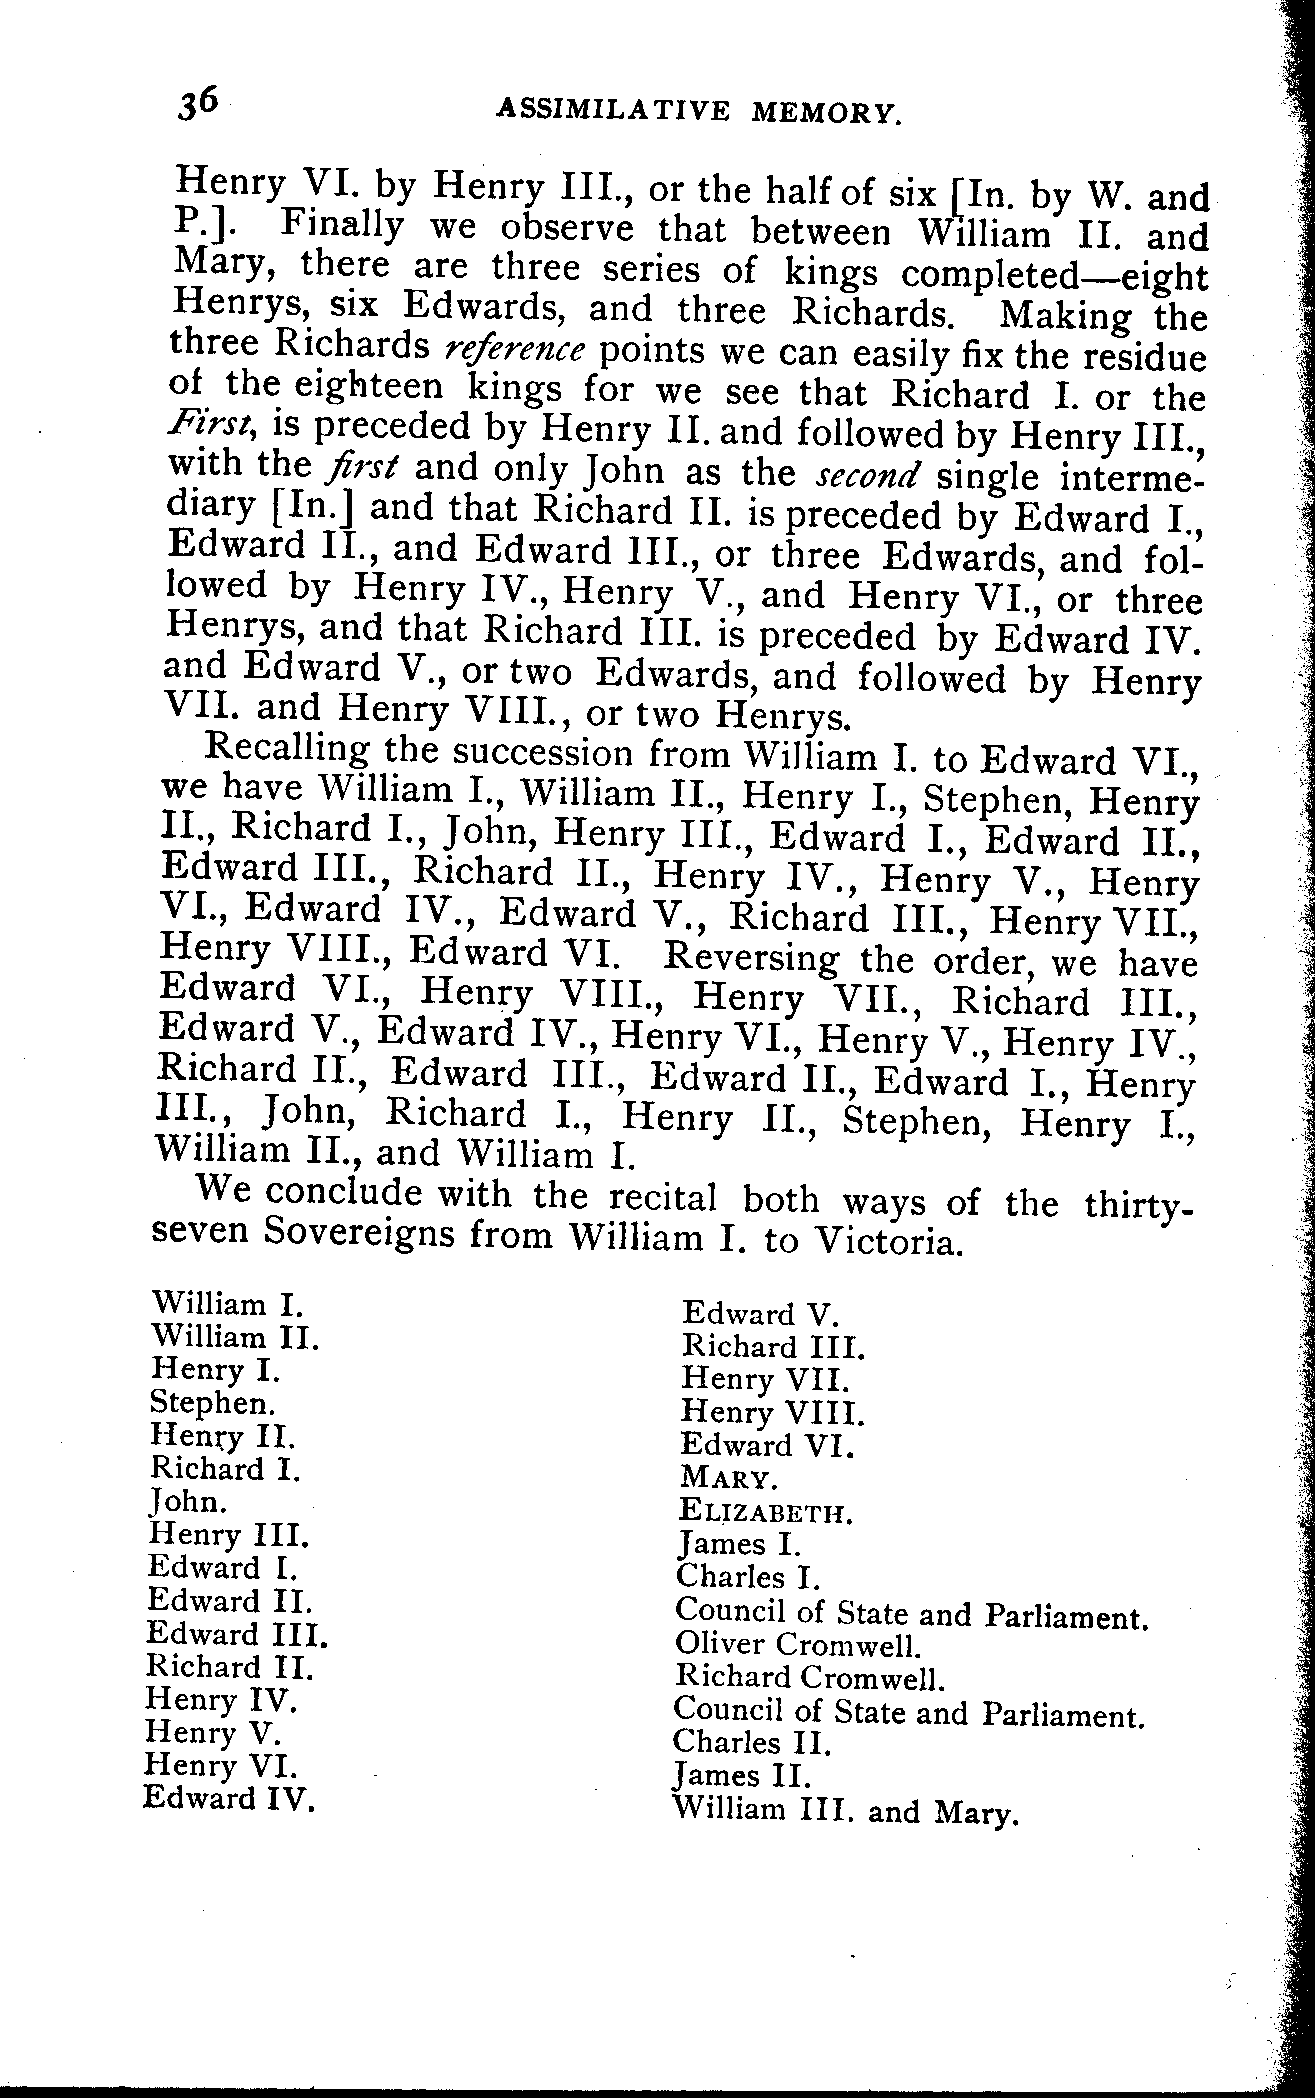 36
ASSIMILATIVE MEMORY.
Henry VI. by Henry III., or the half of six [In. by W. and
P.]. Finally we observe that between William II. and
Mary, there are three series of kings completed—eight
Henrys, six Edwards, and three Richards. Making the
three Richards reference points we can easily fix the residue
of the eighteen kings for we see that Richard I. or the
First, is preceded by Henry II. and followed by Henry III.,
with the first and only John as the second single interme-
diary [In.] and that Richard II. is preceded by Edward I.,
Edward II., and Edward III., or three Edwards, and fol-
lowed by Henry IV., Henry V., and Henry VI., or three
Henrys, and that Richard III. is preceded by Edward IV.
and Edward V., or two Edwards, and followed by Henry
VII. and Henry VIII., or two Henrys.
Recalling the succession from William I. to Edward VI.,
we have William I., William II., Henry I., Stephen, Henry
II., Richard I., John, Henry III., Edward I., Edward II.,
Edward III., Richard II., Henry IV., Henry V., Henry
VI., Edward IV., Edward V., Richard III., Henry VII.,
Henry VIII., Edward VI. Reversing the order, we have
Edward VI., Henry VIII., Henry VII., Richard III.,
Edward V., Edward IV., Henry VI., Henry V., Henry IV.,
Richard II., Edward III., Edward II., Edward I., Henry
III., John, Richard I., Henry II., Stephen, Henry I.,
William II., and William I.
We conclude with the recital both ways of the thirty-
seven Sovereigns from William I. to Victoria.
William I.
William II.
Henry I.
Stephen.
Henry II.
Richard I.
John.
Henry III.
Edward I.
Edward II.
Edward III.
Richard II.
Henry IV.
Henry V.
Henry VI.
Edward IV.
Edward V.
Richard III.
Henry VII.
Henry VIII.
Edward VI.
MARY.
ELIZABETH.
James I.
Charles I.
Council of State and Parliament.
Oliver Cromwell.
Richard Cromwell.
Council of State and Parliament.
Charles II.
James II.
William III. and Mary.